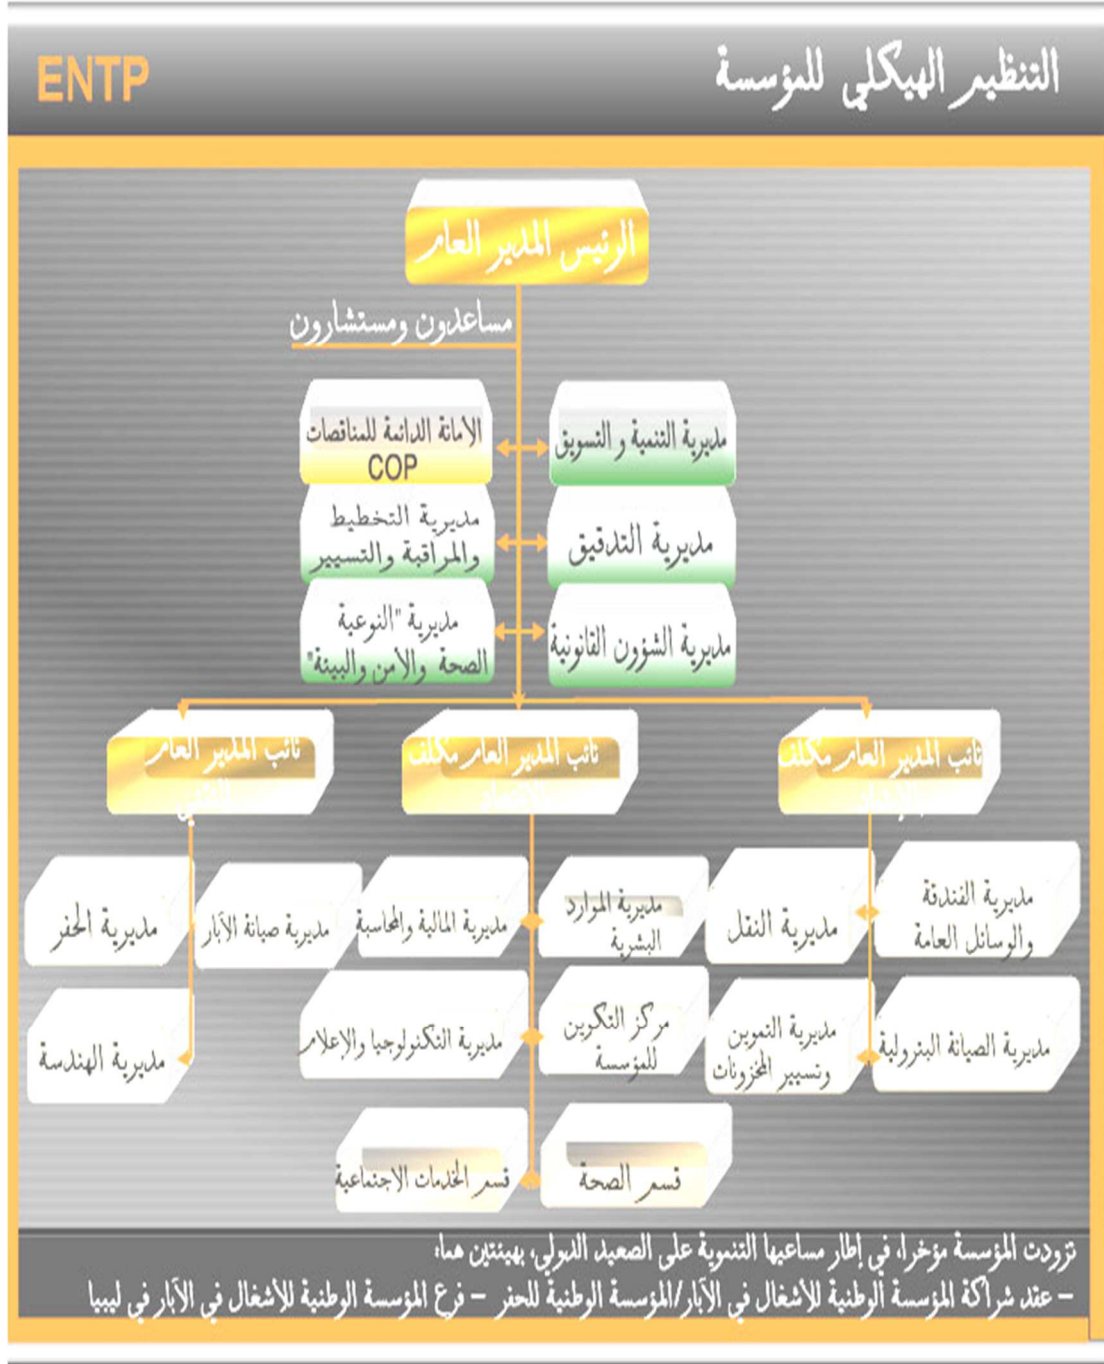 التنظيم الهيكلي للمؤسسة
ENTP
الرئيس المدير العام
مساعدون ومستشارون
مديرية التنمية و التسويق
الأمانة الدائمة للمناقصات
COP
مديرية التدقيق
مديرية التخطيط
والمراقبة والتسيير
مديرية الشؤون القانونية
مديرية "النوعية
الصحة والأمن والبيئة"
نائب المدير العام مكلف
نائب المدير العام مكلف
نائب المدير العام
مديرية الفندقة
والوسائل العامة
مديرية النقل
مديرية الموارد
البشرية
مديرية المالية والمحاسبة
مديرية صيانة الآبار
مديرية الحفر
مديرية الصيانة البترولية
مديرية التموين
وتسيير المخزونات
مركز التكوين
للمؤسسة
مديرية التكنولوجيا والإعلام
مديرية الهندسة
قسم الصحة
قسم الخدمات الاجتماعية
تزودت المؤسسة مؤخرا، في إطار مساعيها التنموية على الصعيد الدولي، بهيئتين هما:
– عقد شراكة المؤسسة الوطنية للأشغال في الآبار/المؤسسة الوطنية للحفر – فرع المؤسسة الوطنية للأشغال في الآبار في ليبيا